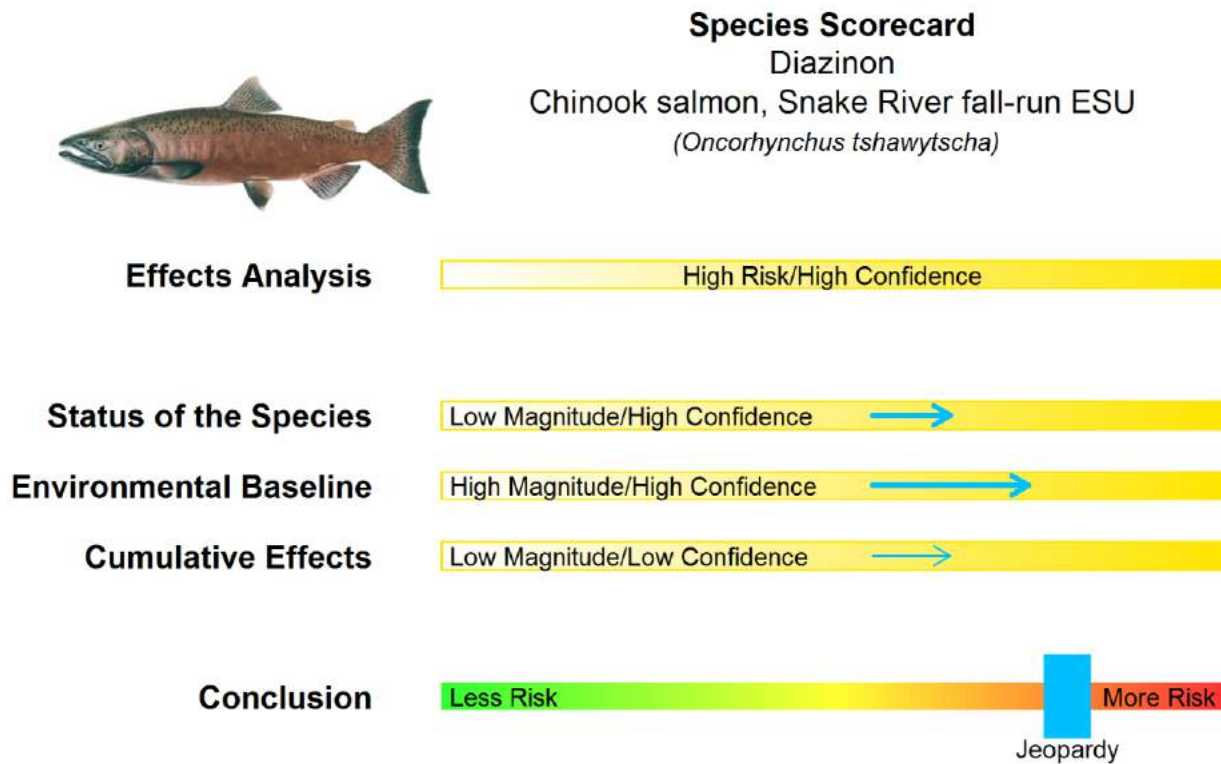 Species Scorecard
Diazinon
Chinook salmon, Snake River fall-run ESU
(Oncorhynchus tshawytscha)
Effects Analysis
High Risk/High Confidence
Status of the Species
Low Magnitude/High Confidence
Environmental Baseline
High Magnitude/High Confidence
Cumulative Effects
Low Magnitude/Low Confidence
Conclusion
Less Risk
More Risk
Jeopardy